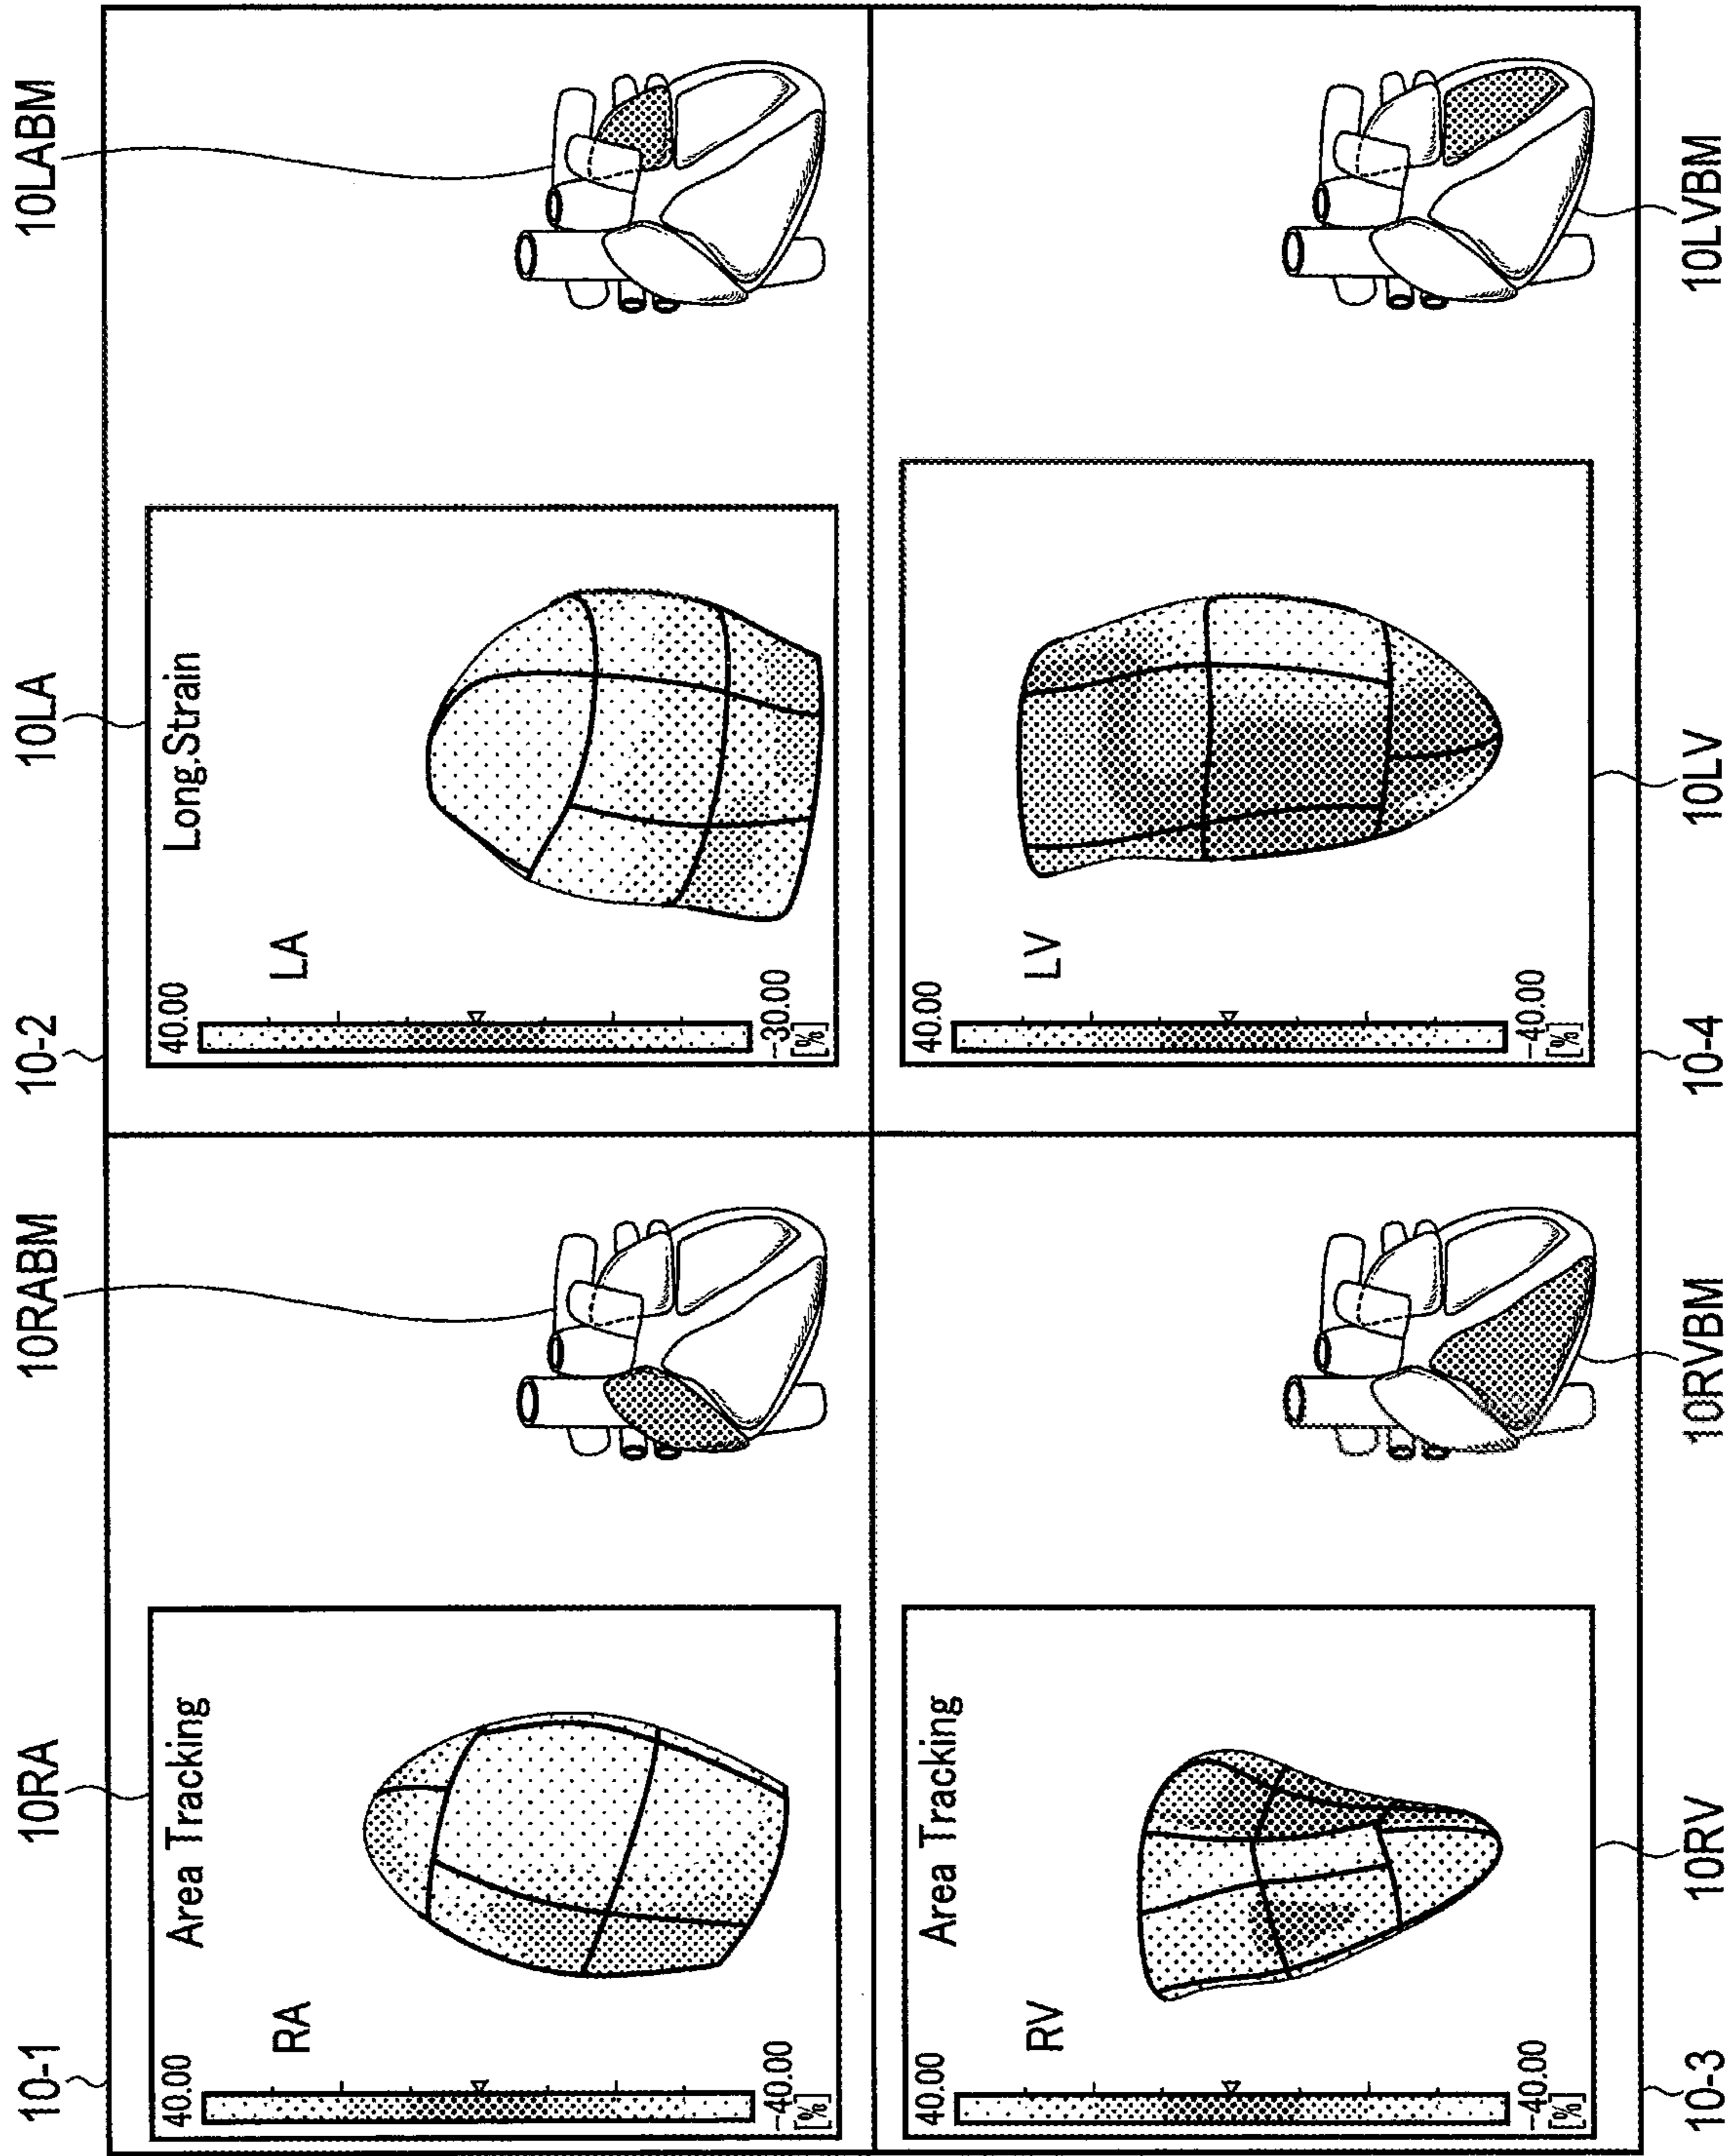 10-1
10RA
10RABM
10-2
10LA
10LABM
Area Tracking
40.00
RA
-40.00
[%]
Long.Strain
40.00
LA
-30.00
[%]
Area Tracking
40.00
RV
-40.00
[%]
40.00
LV
-40.00
[%]
10-3
10RV
10RVBM
10-4
10LV
10LVBM